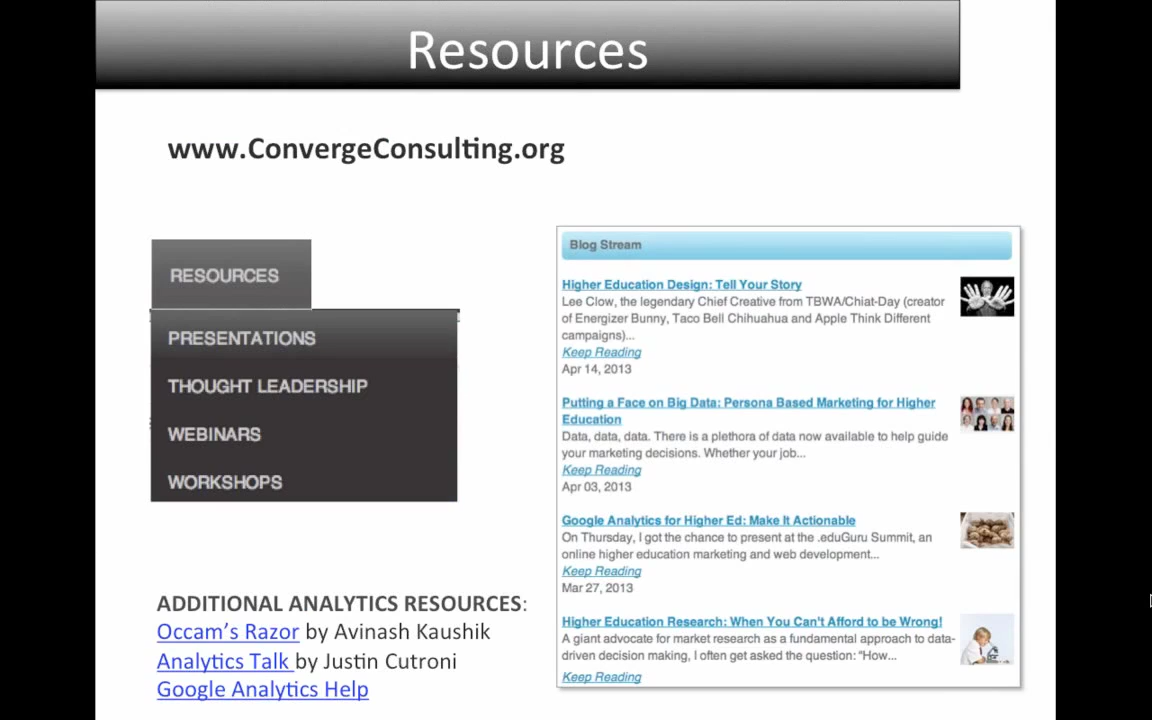 Resources
www.ConvergeConsulting.org
RESOURCES
PRESENTATIONS
THOUGHT LEADERSHIP
WEBINARS
WORKSHOPS
ADDITIONAL ANALYTICS RESOURCES:
Occam's Razor by Avinash Kaushik
Analytics Talk by Justin Cutroni
Google Analytics Help
Blog Stream
Higher Education Design: Tell Your Story
Lee Clow, the legendary Chief Creative from TBWA/Chiat-Day (creator
of Energizer Bunny, Taco Bell Chihuahua and Apple Think Different
campaigns)...
Keep Reading
Apr 14, 2013
Putting a Face on Big Data: Persona Based Marketing for Higher
Education
Data, data, data. There is a plethora of data now available to help guide
your marketing decisions. Whether your job...
Keep Reading
Apr 03, 2013
Google Analytics for Higher Ed: Make It Actionable
On Thursday, I got the chance to present at the .eduGuru Summit, an
online higher education marketing and web development...
Keep Reading
Mar 27, 2013
Higher Education Research: When You Can't Afford to be Wrong!
A giant advocate for market research as a fundamental approach to data-
driven decision making, I often get asked the question: “How...
Keep Reading